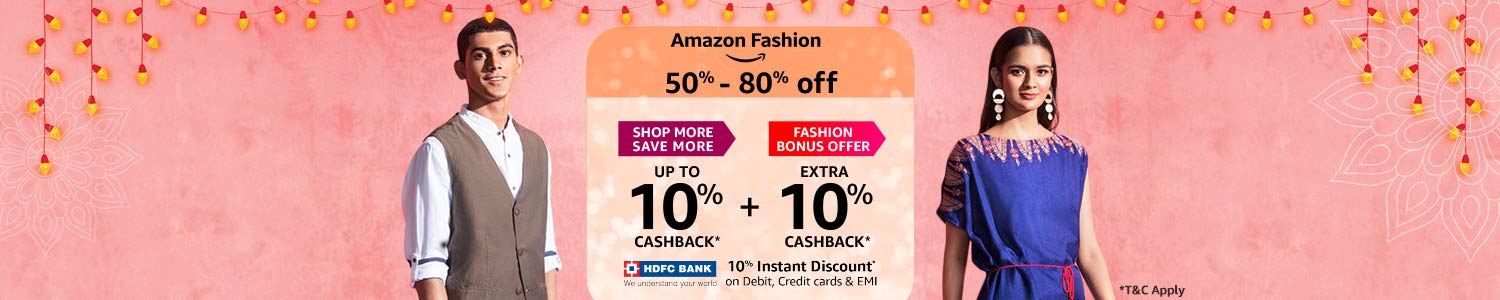 Amazon Fashion
50% - 80% off
SHOP MORE
SAVE MORE
UP TO
10%
CASHBACK*
+
FASHION
BONUS OFFER
EXTRA
10%
CASHBACK*
HDFC BANK
We understand your world
10% Instant Discount*
on Debit, Credit cards & EMI
*T&C Apply